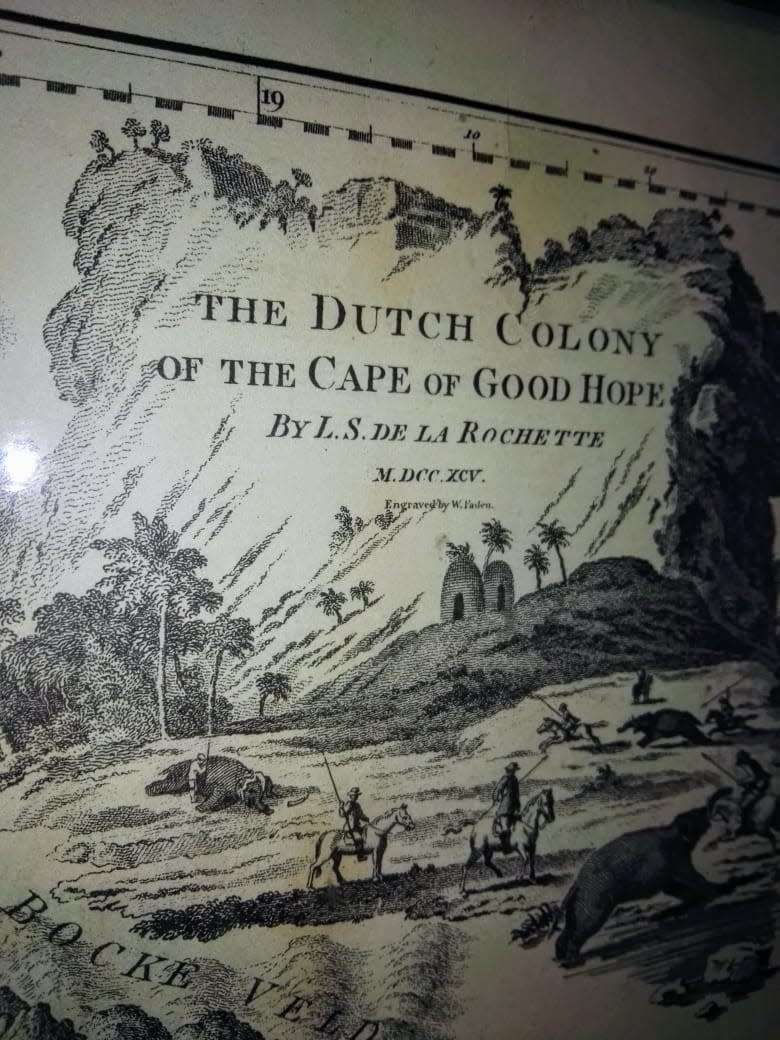 19
10
20
THE DUTCH COLONY
OF THE CAPE OF GOOD HOPE
BY L. S. DE LA ROCHETTE
M.DCC.XCV.
Engraved by W. Faden.
BOCKE VELD